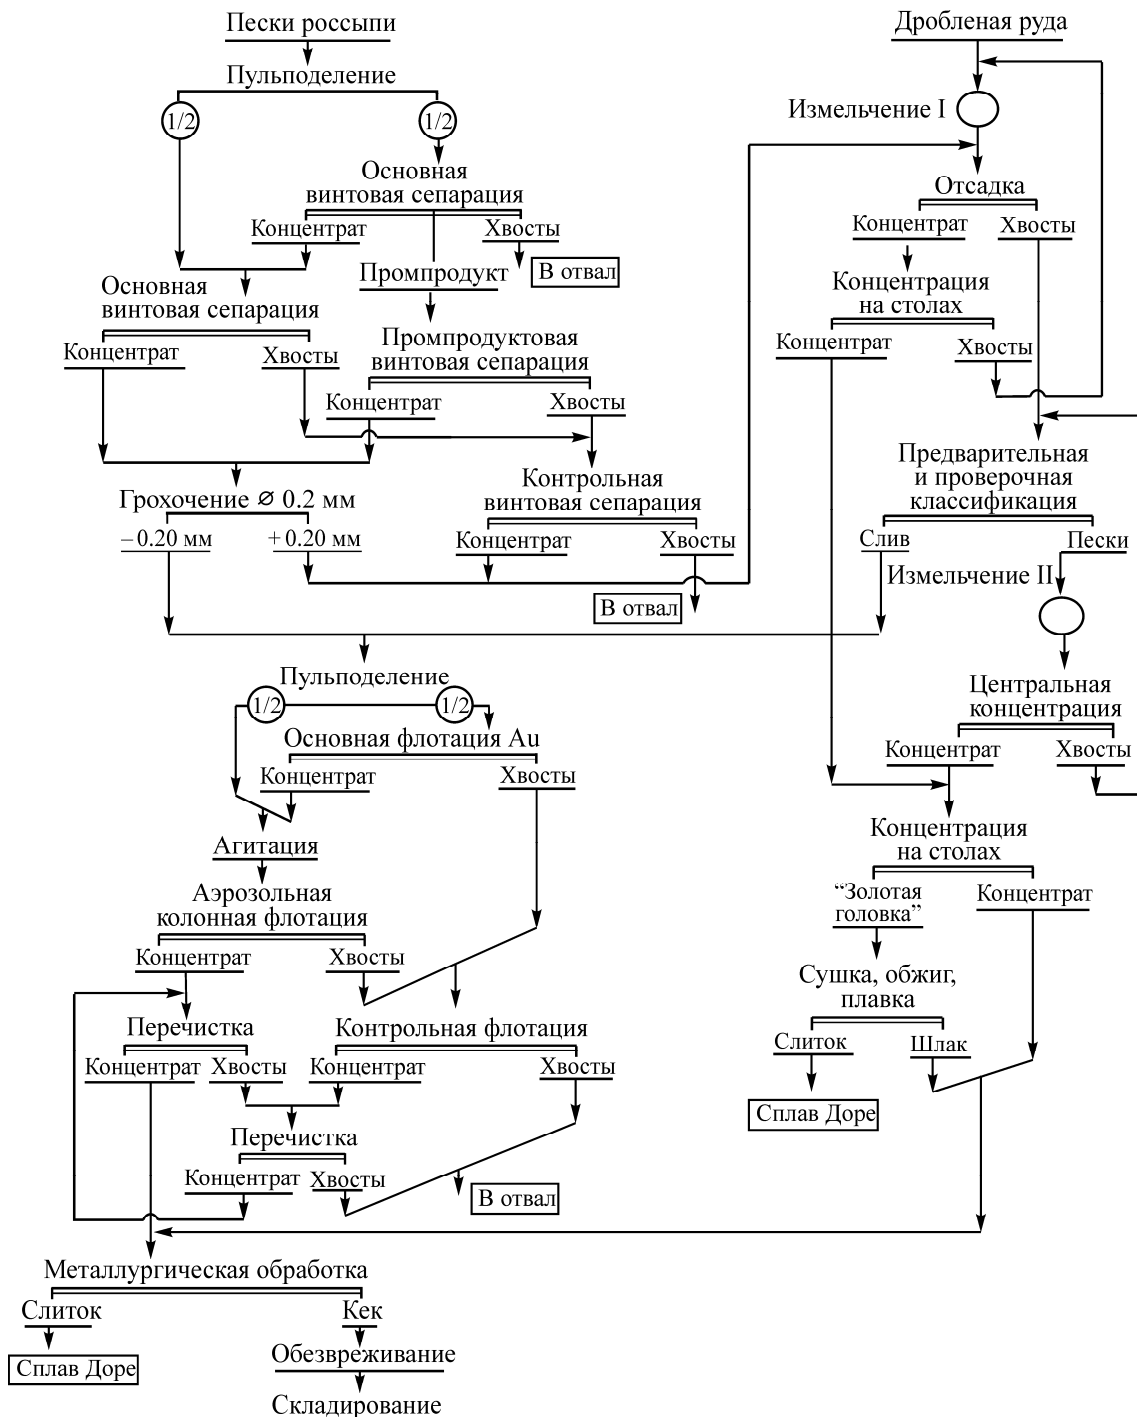 Пески россыпи
Пульподеление
1/2
1/2
Основная
винтовая сепарация
Концентрат
Хвосты
В отвал
Промпродукт
Основная
винтовая сепарация
Концентрат
Хвосты
Промпродуктовая
винтовая сепарация
Концентрат
Хвосты
Контрольная
винтовая сепарация
Концентрат
Хвосты
В отвал
Грохочение ∅ 0.2 мм
– 0.20 мм
+ 0.20 мм
Дробленая руда
Измельчение I
Отсадка
Концентрат
Хвосты
Концентрация
на столах
Концентрат
Хвосты
Предварительная
и проверочная
классификация
Слив
Пески
Измельчение II
Центральная
концентрация
Концентрат
Хвосты
Концентрация
на столах
“Золотая
головка”
Концентрат
Сушка, обжиг,
плавка
Слиток
Шлак
Сплав Доре
Пульподеление
1/2
1/2
Основная флотация Au
Концентрат
Хвосты
Агитация
Аэрозольная
колонная флотация
Концентрат
Хвосты
Перечистка
Концентрат
Хвосты
Контрольная флотация
Концентрат
Хвосты
Перечистка
Концентрат
Хвосты
В отвал
Металлургическая обработка
Слиток
Кек
Сплав Доре
Обезвреживание
Складирование